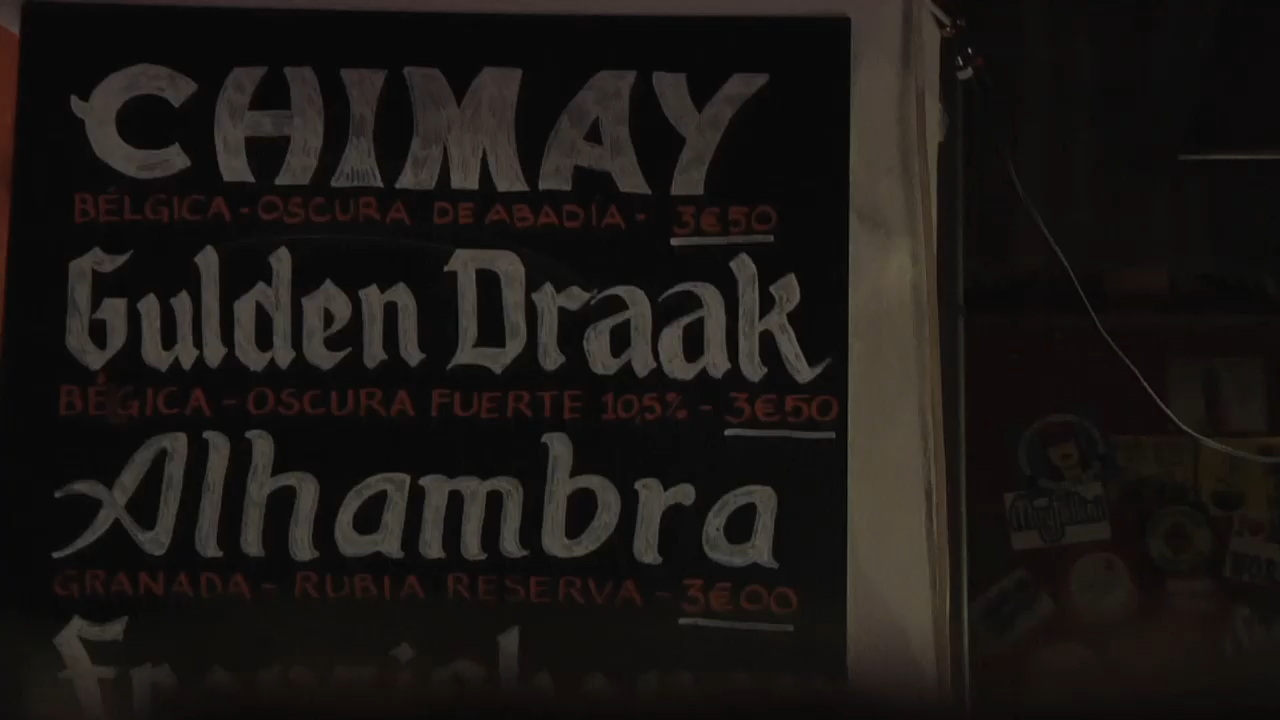 CHIMAY
BÉLGICA - OSCURA DE ABADÍA - 3€50
Gulden Draak
BÉGICA - OSCURA FUERTE 10,5% - 3€50
Alhambra
GRANADA - RUBIA RESERVA - 3€00